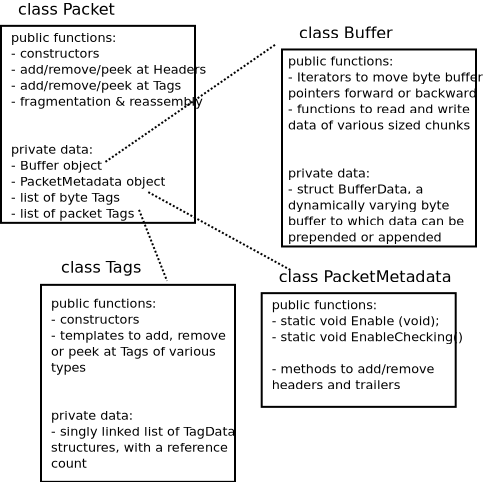 class Packet
public functions:
- constructors
- add/remove/peek at Headers
- add/remove/peek at Tags
- fragmentation & reassembly
private data:
- Buffer object
- PacketMetadata object
- list of byte Tags
- list of packet Tags
class Buffer
public functions:
- Iterators to move byte buffer
pointers forward or backward
- functions to read and write
data of various sized chunks
private data:
- struct BufferData, a
dynamically varying byte
buffer to which data can be
prepended or appended
class Tags
public functions:
- constructors
- templates to add, remove
or peek at Tags of various
types
private data:
- singly linked list of TagData
structures, with a reference
count
class PacketMetadata
public functions:
- static void Enable (void);
- static void EnableChecking()
- methods to add/remove
headers and trailers